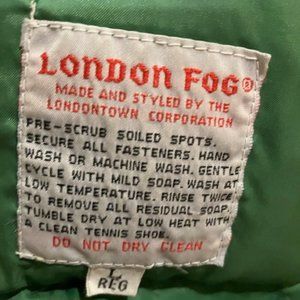 LONDON FOG®
MADE AND STYLED BY THE
LONDONTOWN CORPORATION
PRE-SCRUB SOILED SPOTS.
SECURE ALL FASTENERS. HAND
WASH OR MACHINE WASH. GENTLE
CYCLE WITH MILD SOAP. WASH AT
LOW TEMPERATURE. RINSE TWICE
TO REMOVE ALL RESIDUAL SOAP.
TUMBLE DRY AT LOW HEAT WITH
A CLEAN TENNIS SHOE.
DO NOT DRY CLEAN
L
REG